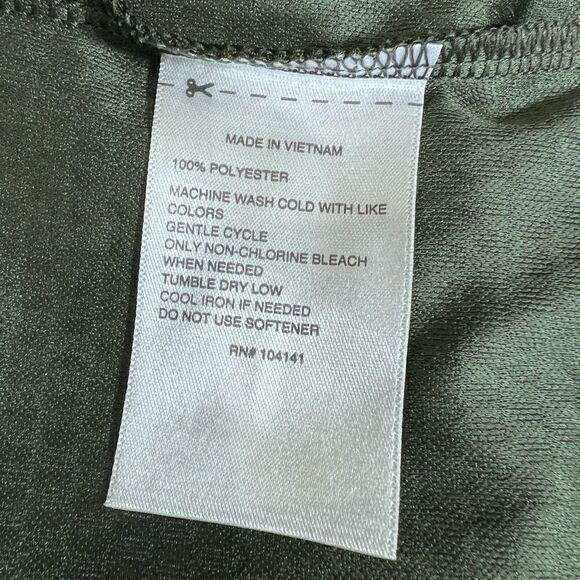 MADE IN VIETNAM
100% POLYESTER
MACHINE WASH COLD WITH LIKE
COLORS
GENTLE CYCLE
ONLY NON-CHLORINE BLEACH
WHEN NEEDED
TUMBLE DRY LOW
COOL IRON IF NEEDED
DO NOT USE SOFTENER
RN# 104141